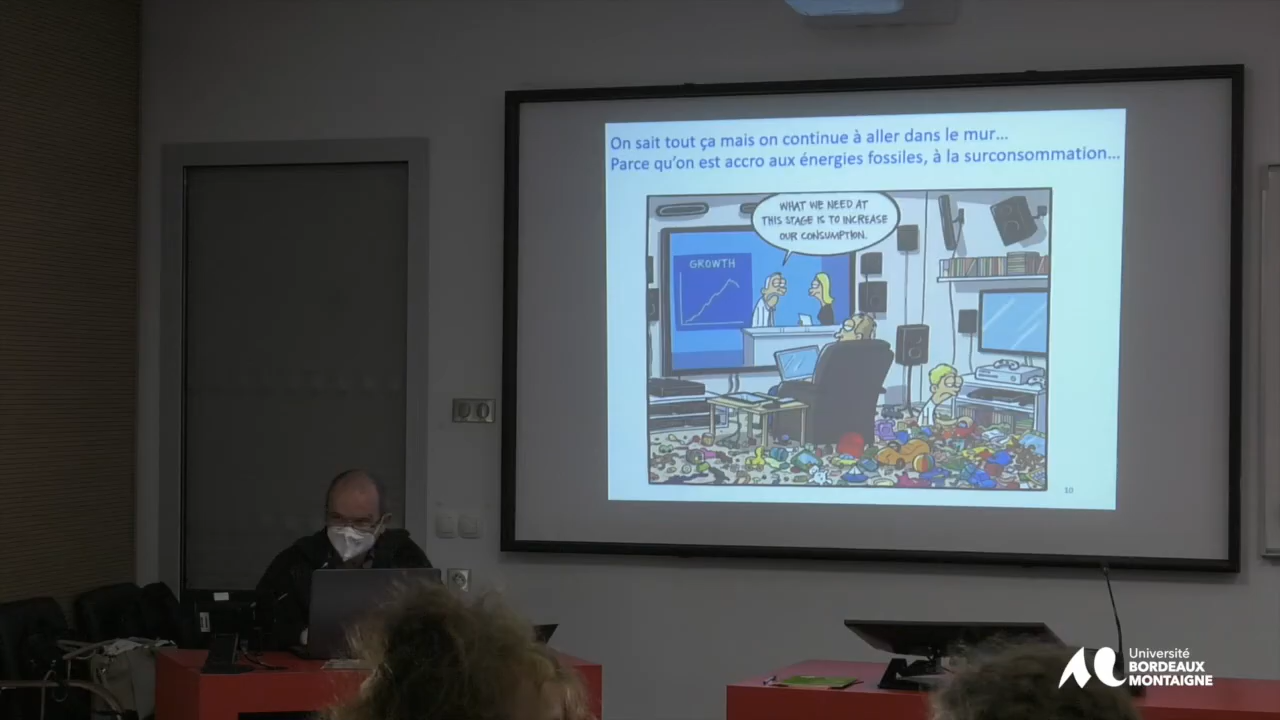 On sait tout ça mais on continue à aller dans le mur...
Parce qu'on est accro aux énergies fossiles, à la surconsommation...
WHAT WE NEED AT
THIS STAGE IS TO INCREASE
OUR CONSUMPTION.
GROWTH
10
Université
BORDEAUX
MONTAIGNE